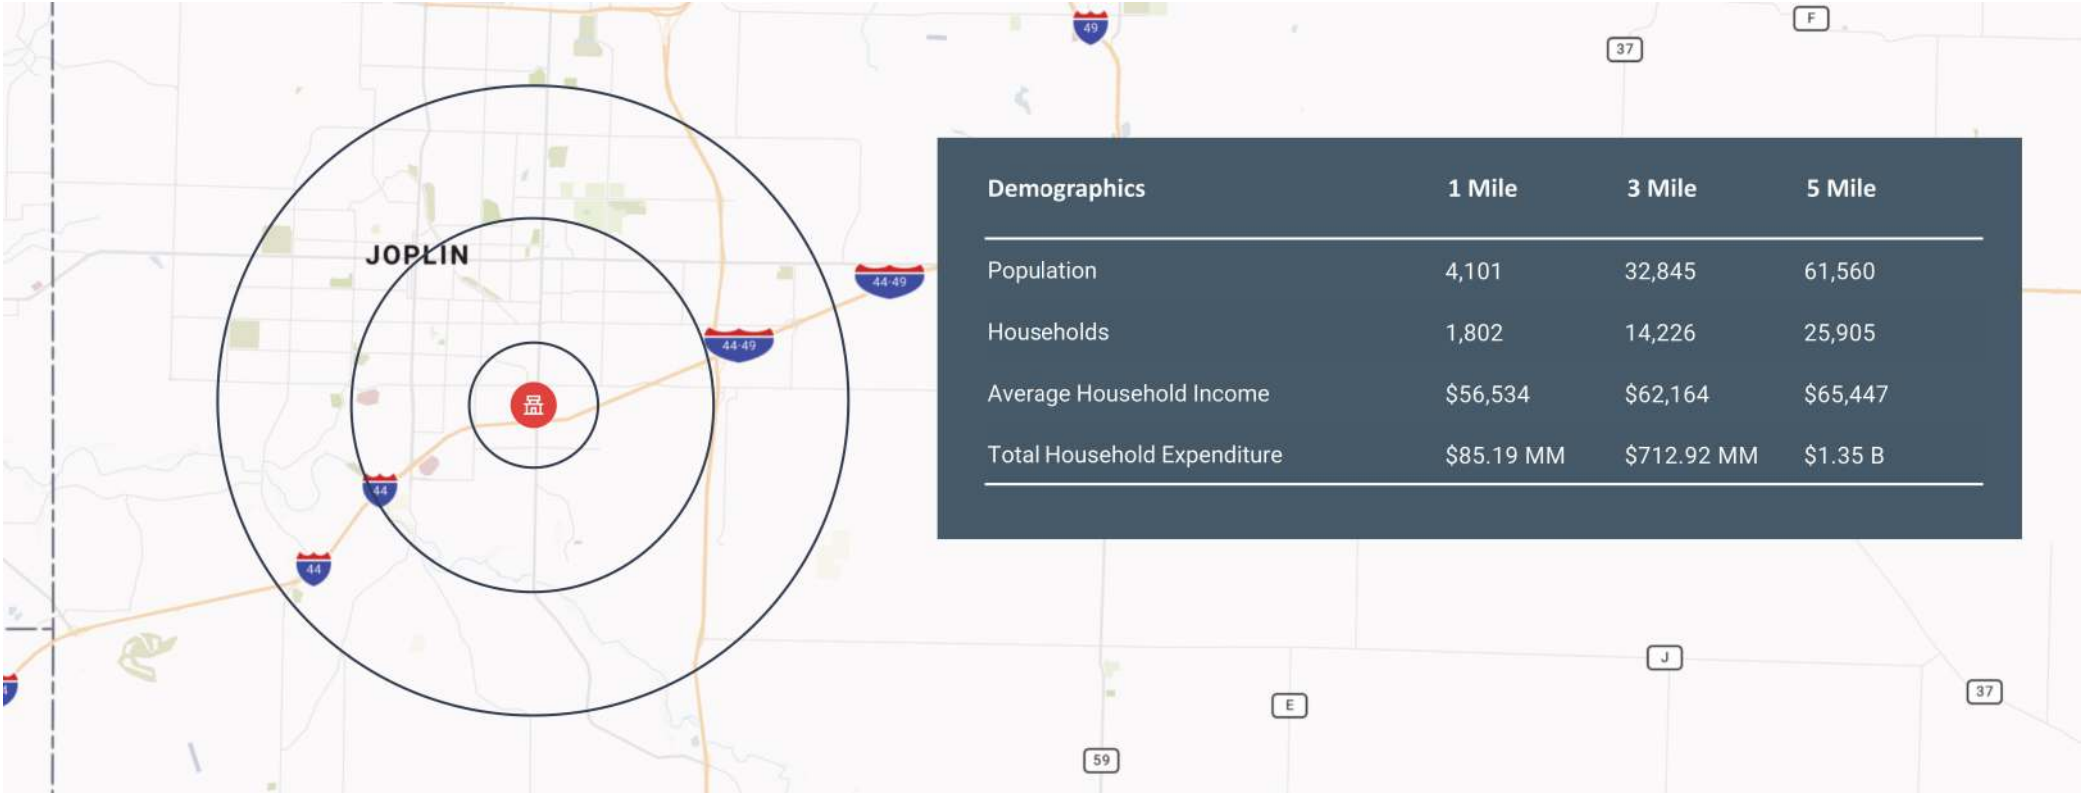 49
F
37
Demographics 1 Mile 3 Mile 5 Mile
JOPLIN
Population 4,101 32,845 61,560
44-49
Households 1,802 14,226 25,905
44-49
Average Household Income $56,534 $62,164 $65,447
Total Household Expenditure $85.19 MM $712.92 MM $1.35 B
44
44
J
4
37
E
59